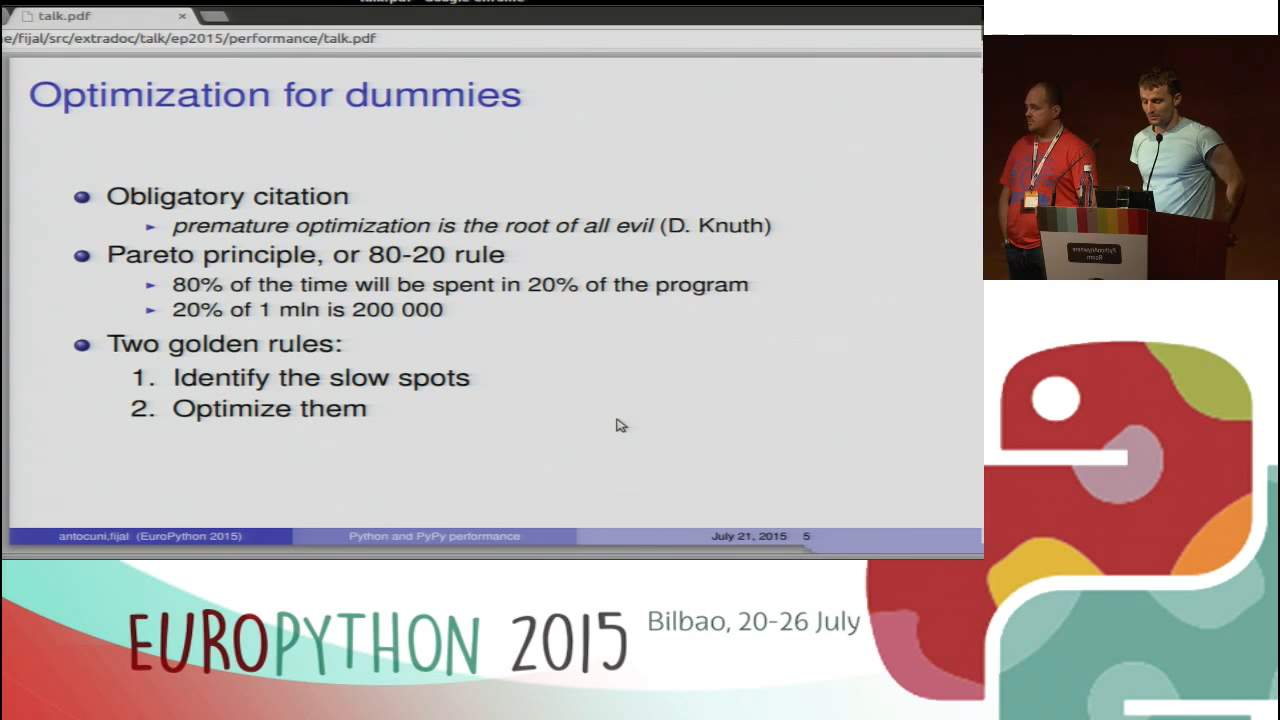 talk.pdf
e/fijal/src/extradoc/talk/ep2015/performance/talk.pdf
Optimization for dummies
Obligatory citation
premature optimization is the root of all evil (D. Knuth)
Pareto principle, or 80-20 rule
80% of the time will be spent in 20% of the program
20% of 1 mln is 200 000
Two golden rules:
1. Identify the slow spots
2. Optimize them
antocuni,fijal (EuroPython 2015)
Python and PyPy performance
July 21, 2015 5
PythonAnywhere
Room
EUROPYTHON 2015
Bilbao, 20-26 July